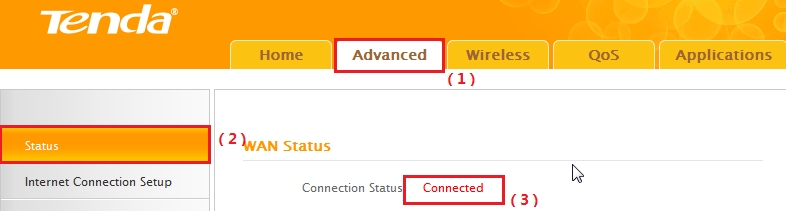 Tenda®
Home Advanced Wireless QoS Applications
(1)
Status (2) WAN Status
Internet Connection Setup Connection Status Connected (3)